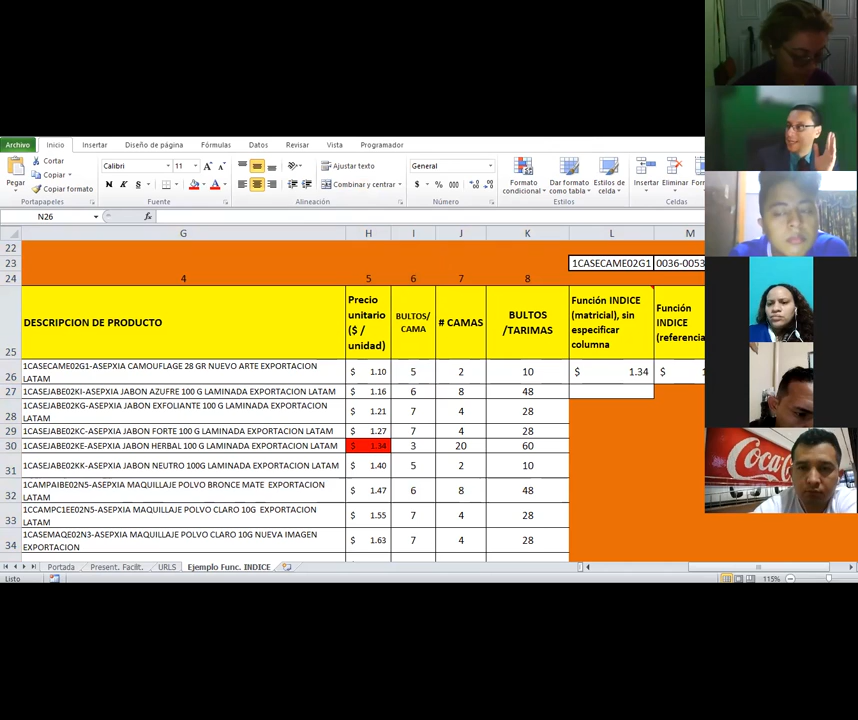 Archivo Inicio Insertar Diseño de página Fórmulas Datos Revisar Vista Programador
Pegar
Cortar
Copiar
Copiar formato
Portapapeles
Calibri 11
N K S
Fuente
Ajustar texto
Combinar y centrar
Alineación
General
$ % 000
Número
Formato condicional
Dar formato como tabla
Estilos de celda
Estilos
Insertar
Eliminar
Celdas
N26
fx
G H I J K L M
22
23 1CASECAME02G1 0036-0053
24 4 5 6 7 8
25 DESCRIPCION DE PRODUCTO
Precio unitario ($ / unidad)
BULTOS/ CAMA
# CAMAS
BULTOS /TARIMAS
Función INDICE (matricial), sin especificar columna
Función INDICE (referencia
26 1CASECAME02G1-ASEPXIA CAMOUFLAGE 28 GR NUEVO ARTE EXPORTACION LATAM $ 1.10 5 2 10 $ 1.34 $
27 1CASEJABE02KI-ASEPXIA JABON AZUFRE 100 G LAMINADA EXPORTACION LATAM $ 1.16 6 8 48
28 1CASEJABE02KG-ASEPXIA JABON EXFOLIANTE 100 G LAMINADA EXPORTACION LATAM $ 1.21 7 4 28
29 1CASEJABE02KC-ASEPXIA JABON FORTE 100 G LAMINADA EXPORTACION LATAM $ 1.27 7 4 28
30 1CASEJABE02KE-ASEPXIA JABON HERBAL 100 G LAMINADA EXPORTACION LATAM $ 1.34 3 20 60
31 1CASEJABE02KK-ASEPXIA JABON NEUTRO 100G LAMINADA EXPORTACION LATAM $ 1.40 5 2 10
32 1CAMPAIBE02N5-ASEPXIA MAQUILLAJE POLVO BRONCE MATE EXPORTACION LATAM $ 1.47 6 8 48
33 1CCAMPC1EE02N5-ASEPXIA MAQUILLAJE POLVO CLARO 10G EXPORTACION LATAM $ 1.55 7 4 28
34 1CASEMAQE02N3-ASEPXIA MAQUILLAJE POLVO CLARO 10G NUEVA IMAGEN EXPORTACION $ 1.63 7 4 28
Portada Present. Facilit. URLS Ejemplo Func. INDICE
Listo 115%
Coca